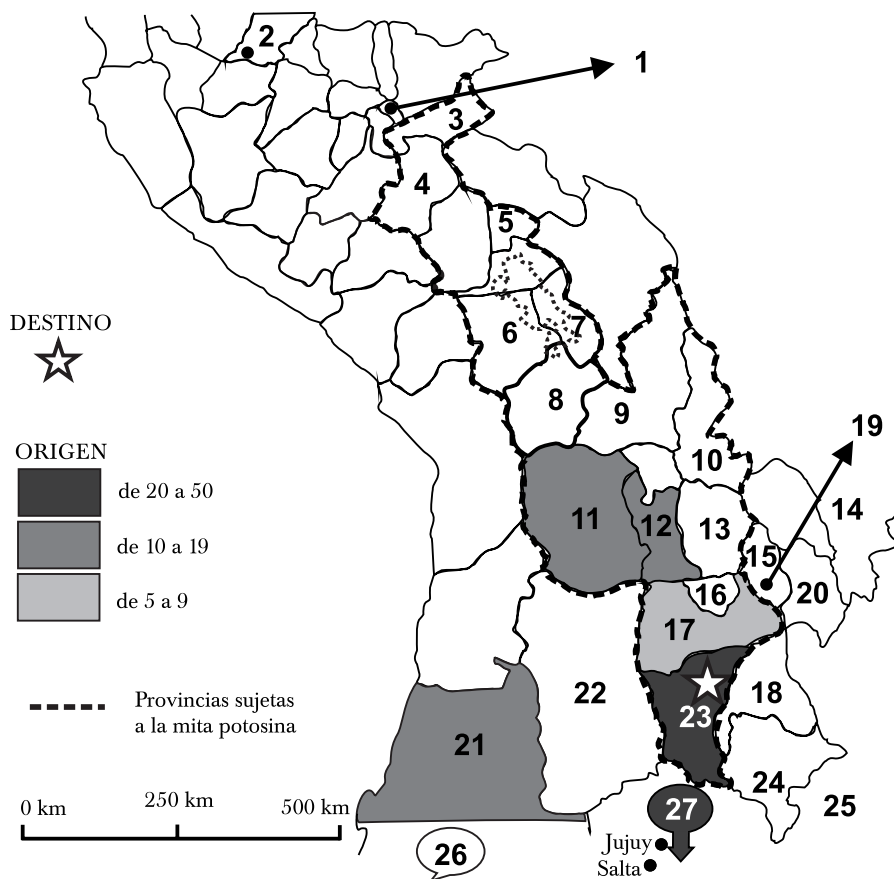 2
1
3
4
5
DESTINO
6
7
8
9
19
ORIGEN
10
de 20 a 50
11
12
13
14
de 10 a 19
15
16
20
de 5 a 9
17
22
18
Provincias sujetas
a la mita potosina
23
21
24
25
0 km
250 km
500 km
27
26
Jujuy
Salta